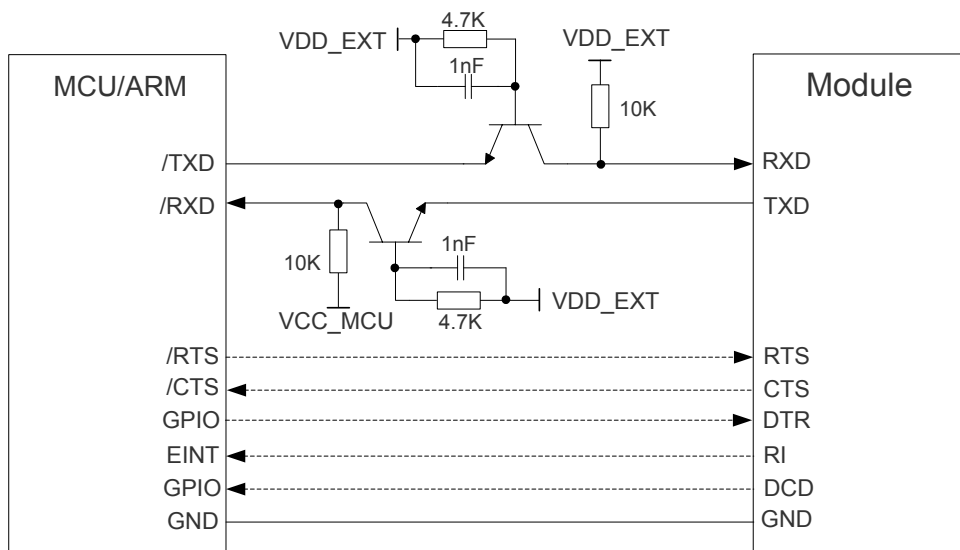 4.7K
VDD_EXT
VDD_EXT
1nF
MCU/ARM
Module
10K
/TXD
RXD
/RXD
TXD
1nF
10K
VDD_EXT
VCC_MCU
4.7K
/RTS
RTS
/CTS
CTS
GPIO
DTR
EINT
RI
GPIO
DCD
GND
GND